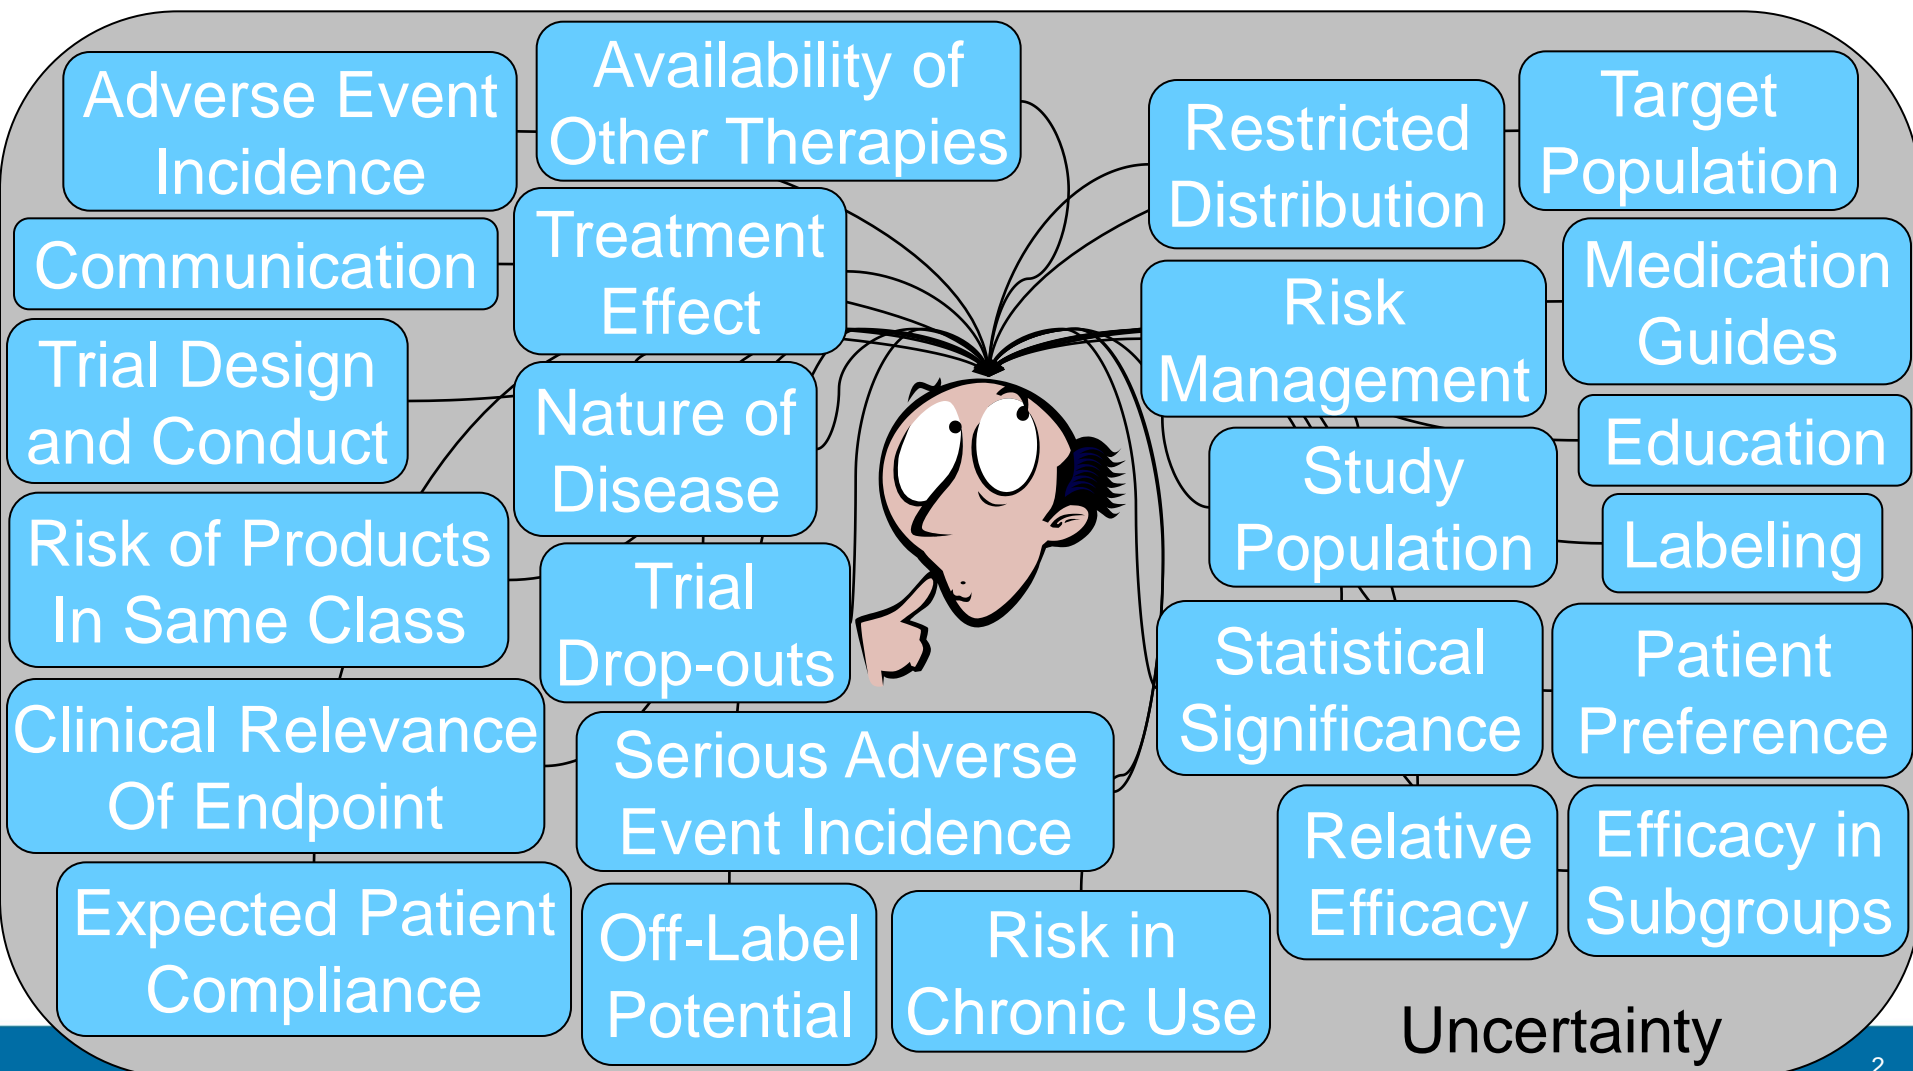 Adverse Event
Incidence
Availability of
Other Therapies
Restricted
Distribution
Target
Population
Communication
Treatment
Effect
Risk
Management
Medication
Guides
Trial Design
and Conduct
Nature of
Disease
Study
Population
Education
Risk of Products
In Same Class
Trial
Drop-outs
Labeling
Statistical
Significance
Patient
Preference
Clinical Relevance
Of Endpoint
Serious Adverse
Event Incidence
Relative
Efficacy
Efficacy in
Subgroups
Expected Patient
Compliance
Off-Label
Potential
Risk in
Chronic Use
Uncertainty
2